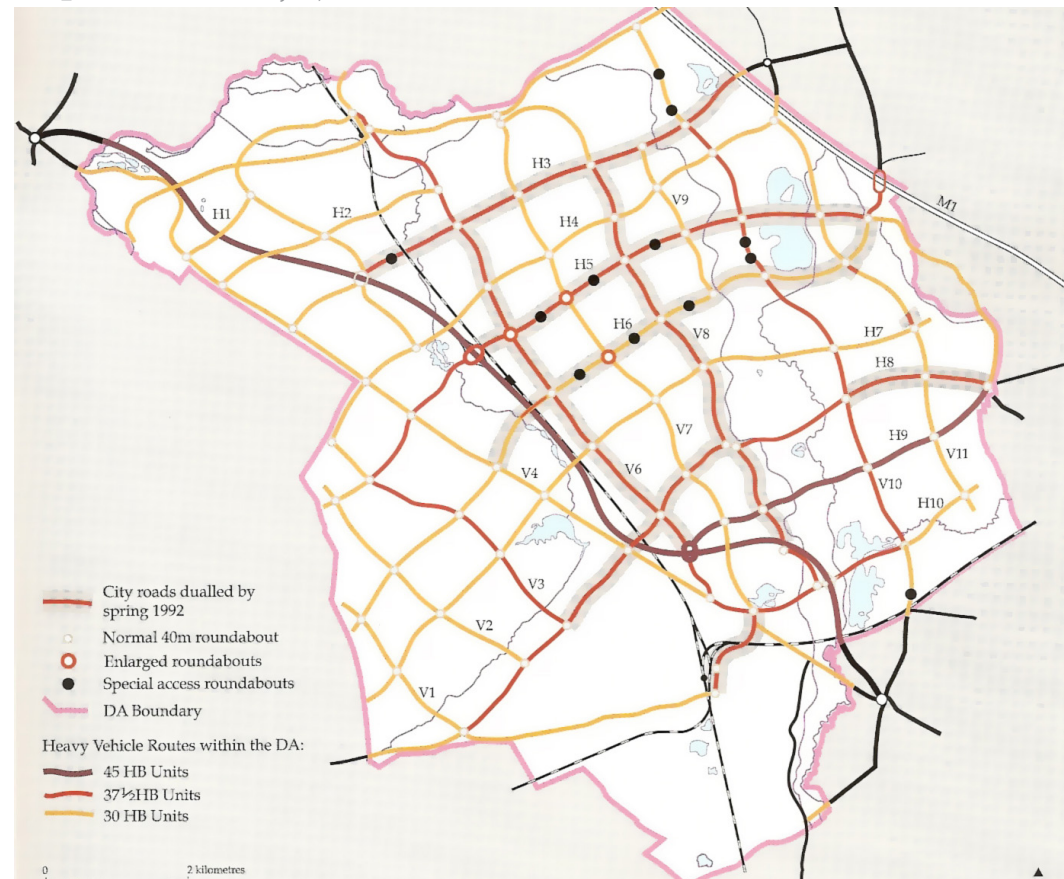 M1
H3
H1
H2
V9
H4
H5
H6
V8
H7
H8
V7
H9
V4
V6
V11
V10
H10
V3
V2
V1
City roads dualled by
spring 1992
Normal 40m roundabout
Enlarged roundabouts
Special access roundabouts
DA Boundary
Heavy Vehicle Routes within the DA:
45 HB Units
37½HB Units
30 HB Units
0 2 kilometres